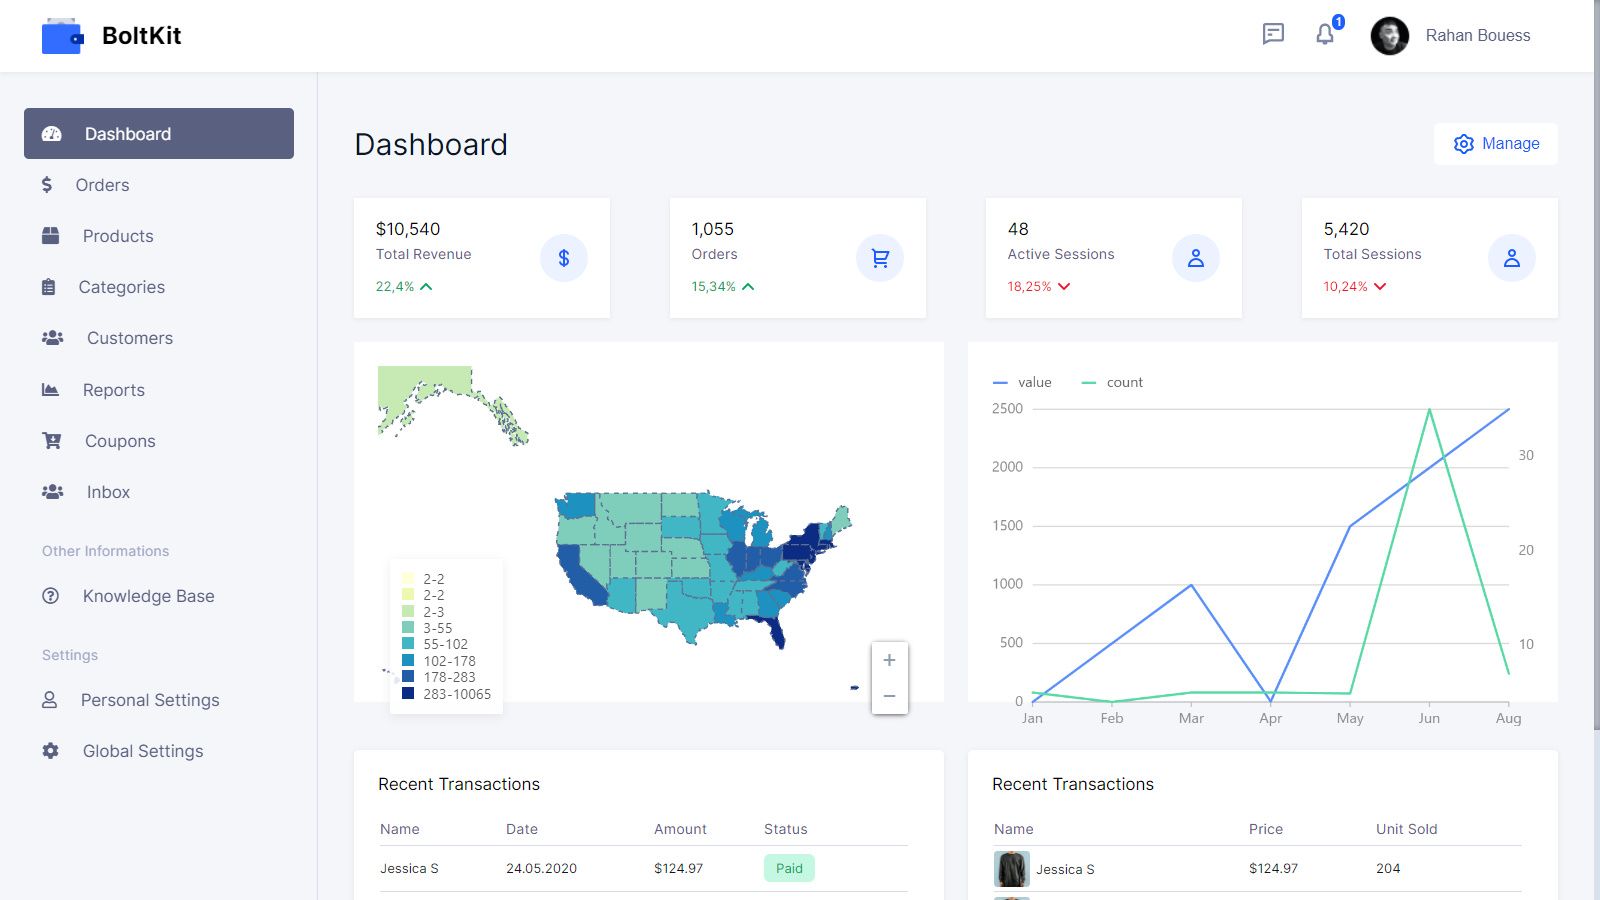 BoltKit
1
Rahan Bouess
Dashboard
Orders
Products
Categories
Customers
Reports
Coupons
Inbox
Other Informations
Knowledge Base
Settings
Personal Settings
Global Settings
Dashboard
Manage
$10,540
Total Revenue
22,4%
$
1,055
Orders
15,34%
48
Active Sessions
18,25%
5,420
Total Sessions
10,24%
2-2
2-2
2-3
3-55
55-102
102-178
178-283
283-10065
+
−
value count
2500
2000
1500
1000
500
0
30
20
10
Jan Feb Mar Apr May Jun Aug
Recent Transactions
Name Date Amount Status
Jessica S 24.05.2020 $124.97 Paid
Recent Transactions
Name Price Unit Sold
Jessica S $124.97 204